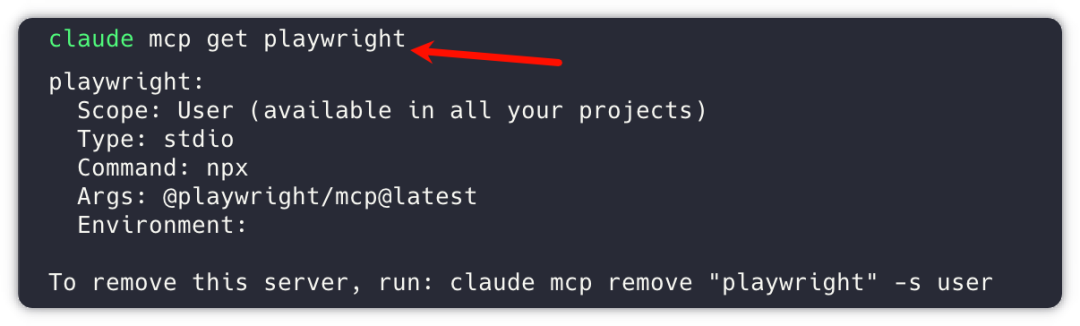 claude mcp get playwright
playwright:
  Scope: User (available in all your projects)
  Type: stdio
  Command: npx
  Args: @playwright/mcp@latest
  Environment:
To remove this server, run: claude mcp remove "playwright" -s user